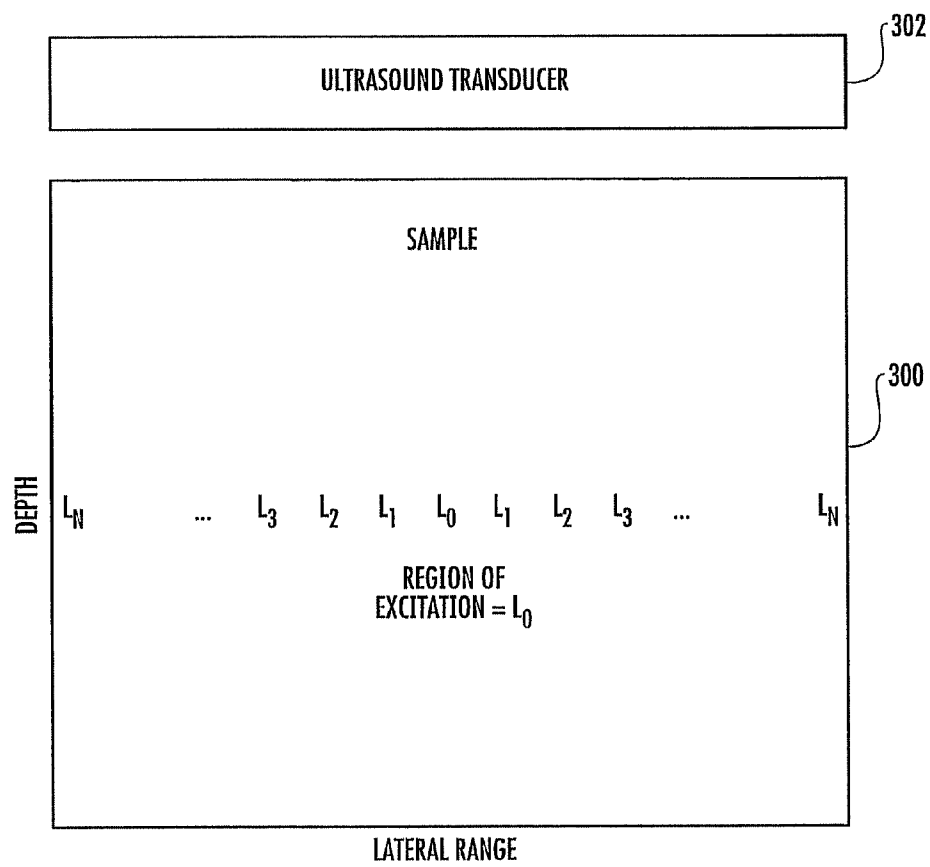 302
ULTRASOUND TRANSDUCER
SAMPLE
300
DEPTH
L_N ... L_3 L_2 L_1 L_0 L_1 L_2 L_3 ... L_N
REGION OF
EXCITATION = L_0
LATERAL RANGE